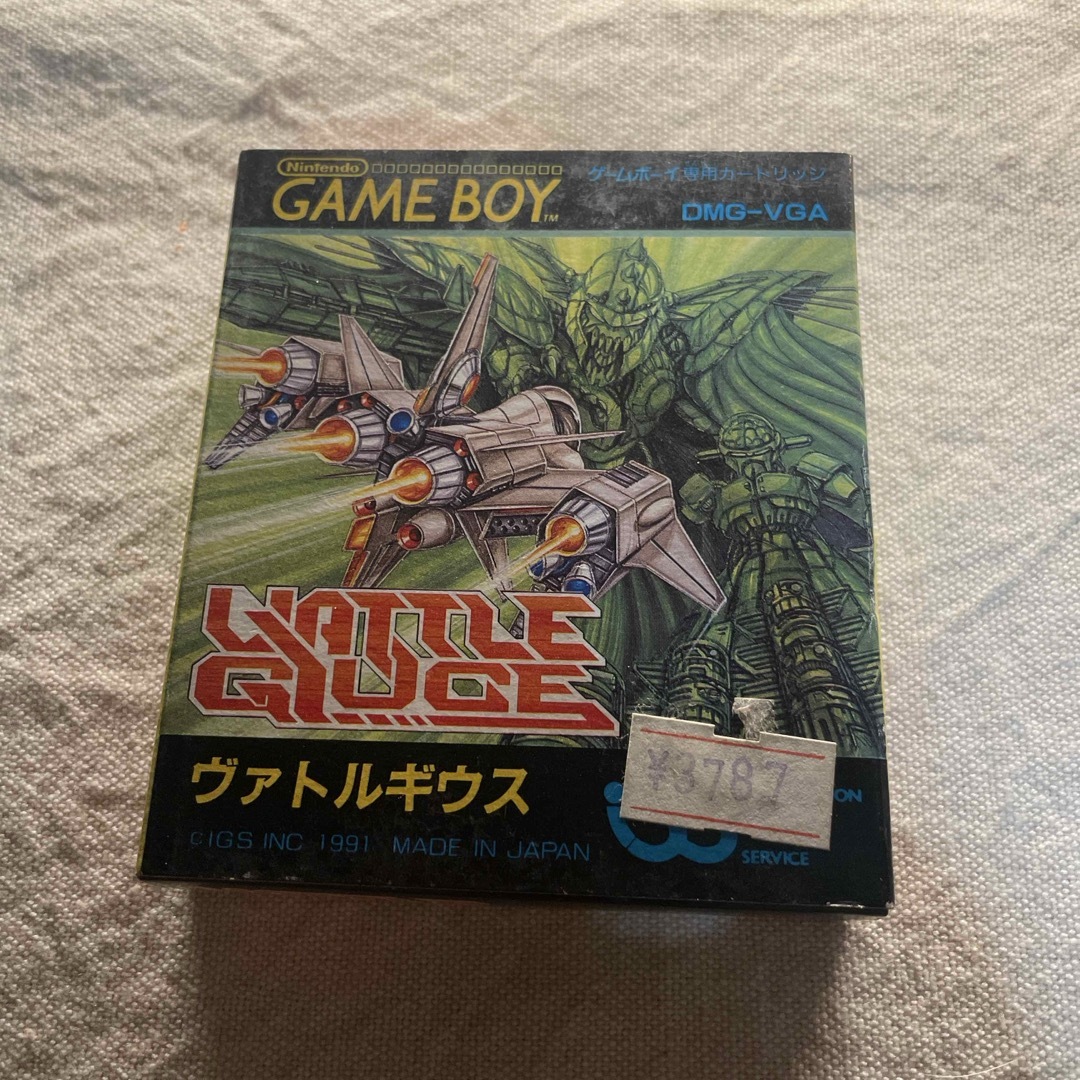 Nintendo
GAME BOY™
ゲームボーイ専用カートリッジ
DMG-VGA
VATTLE
GIUCE
ヴァトルギウス
¥3787
©IGS INC 1991 MADE IN JAPAN
SERVICE